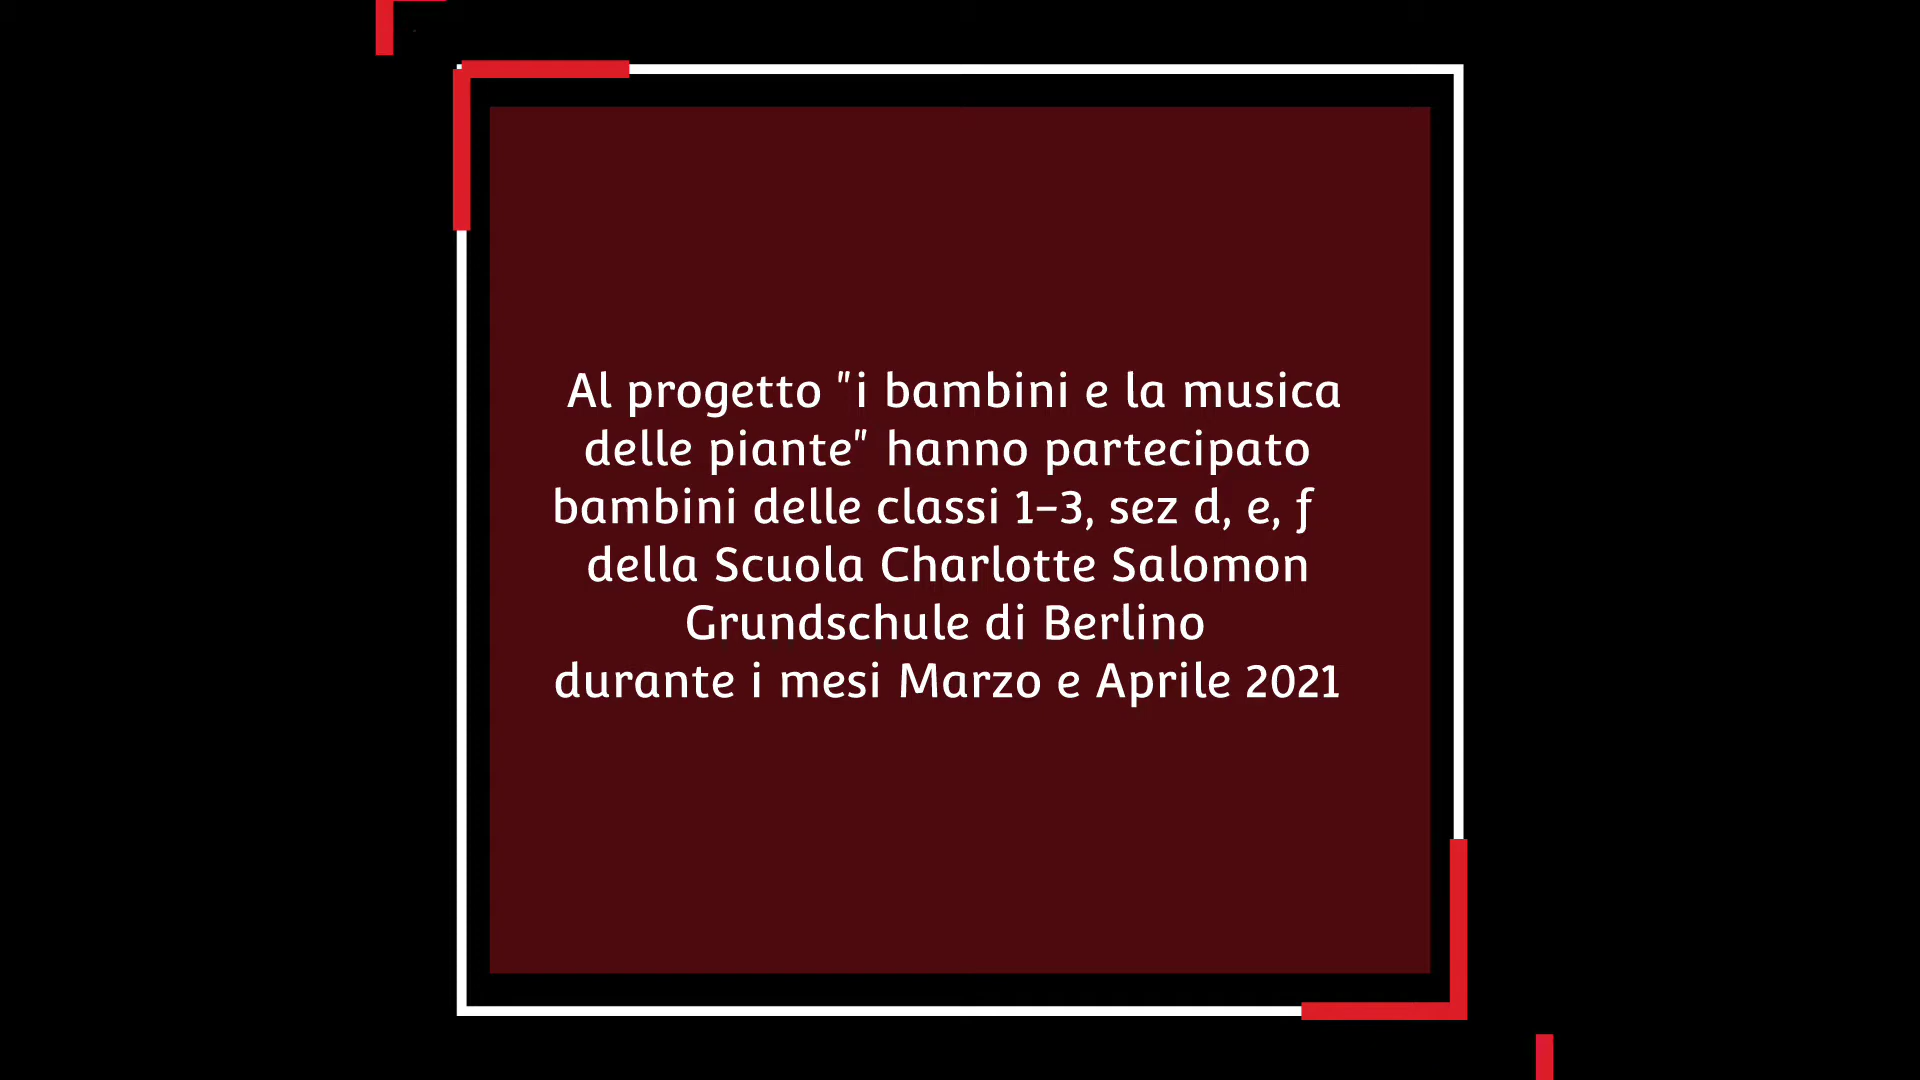 Al progetto "i bambini e la musica
delle piante" hanno partecipato
bambini delle classi 1–3, sez d, e, f
della Scuola Charlotte Salomon
Grundschule di Berlino
durante i mesi Marzo e Aprile 2021